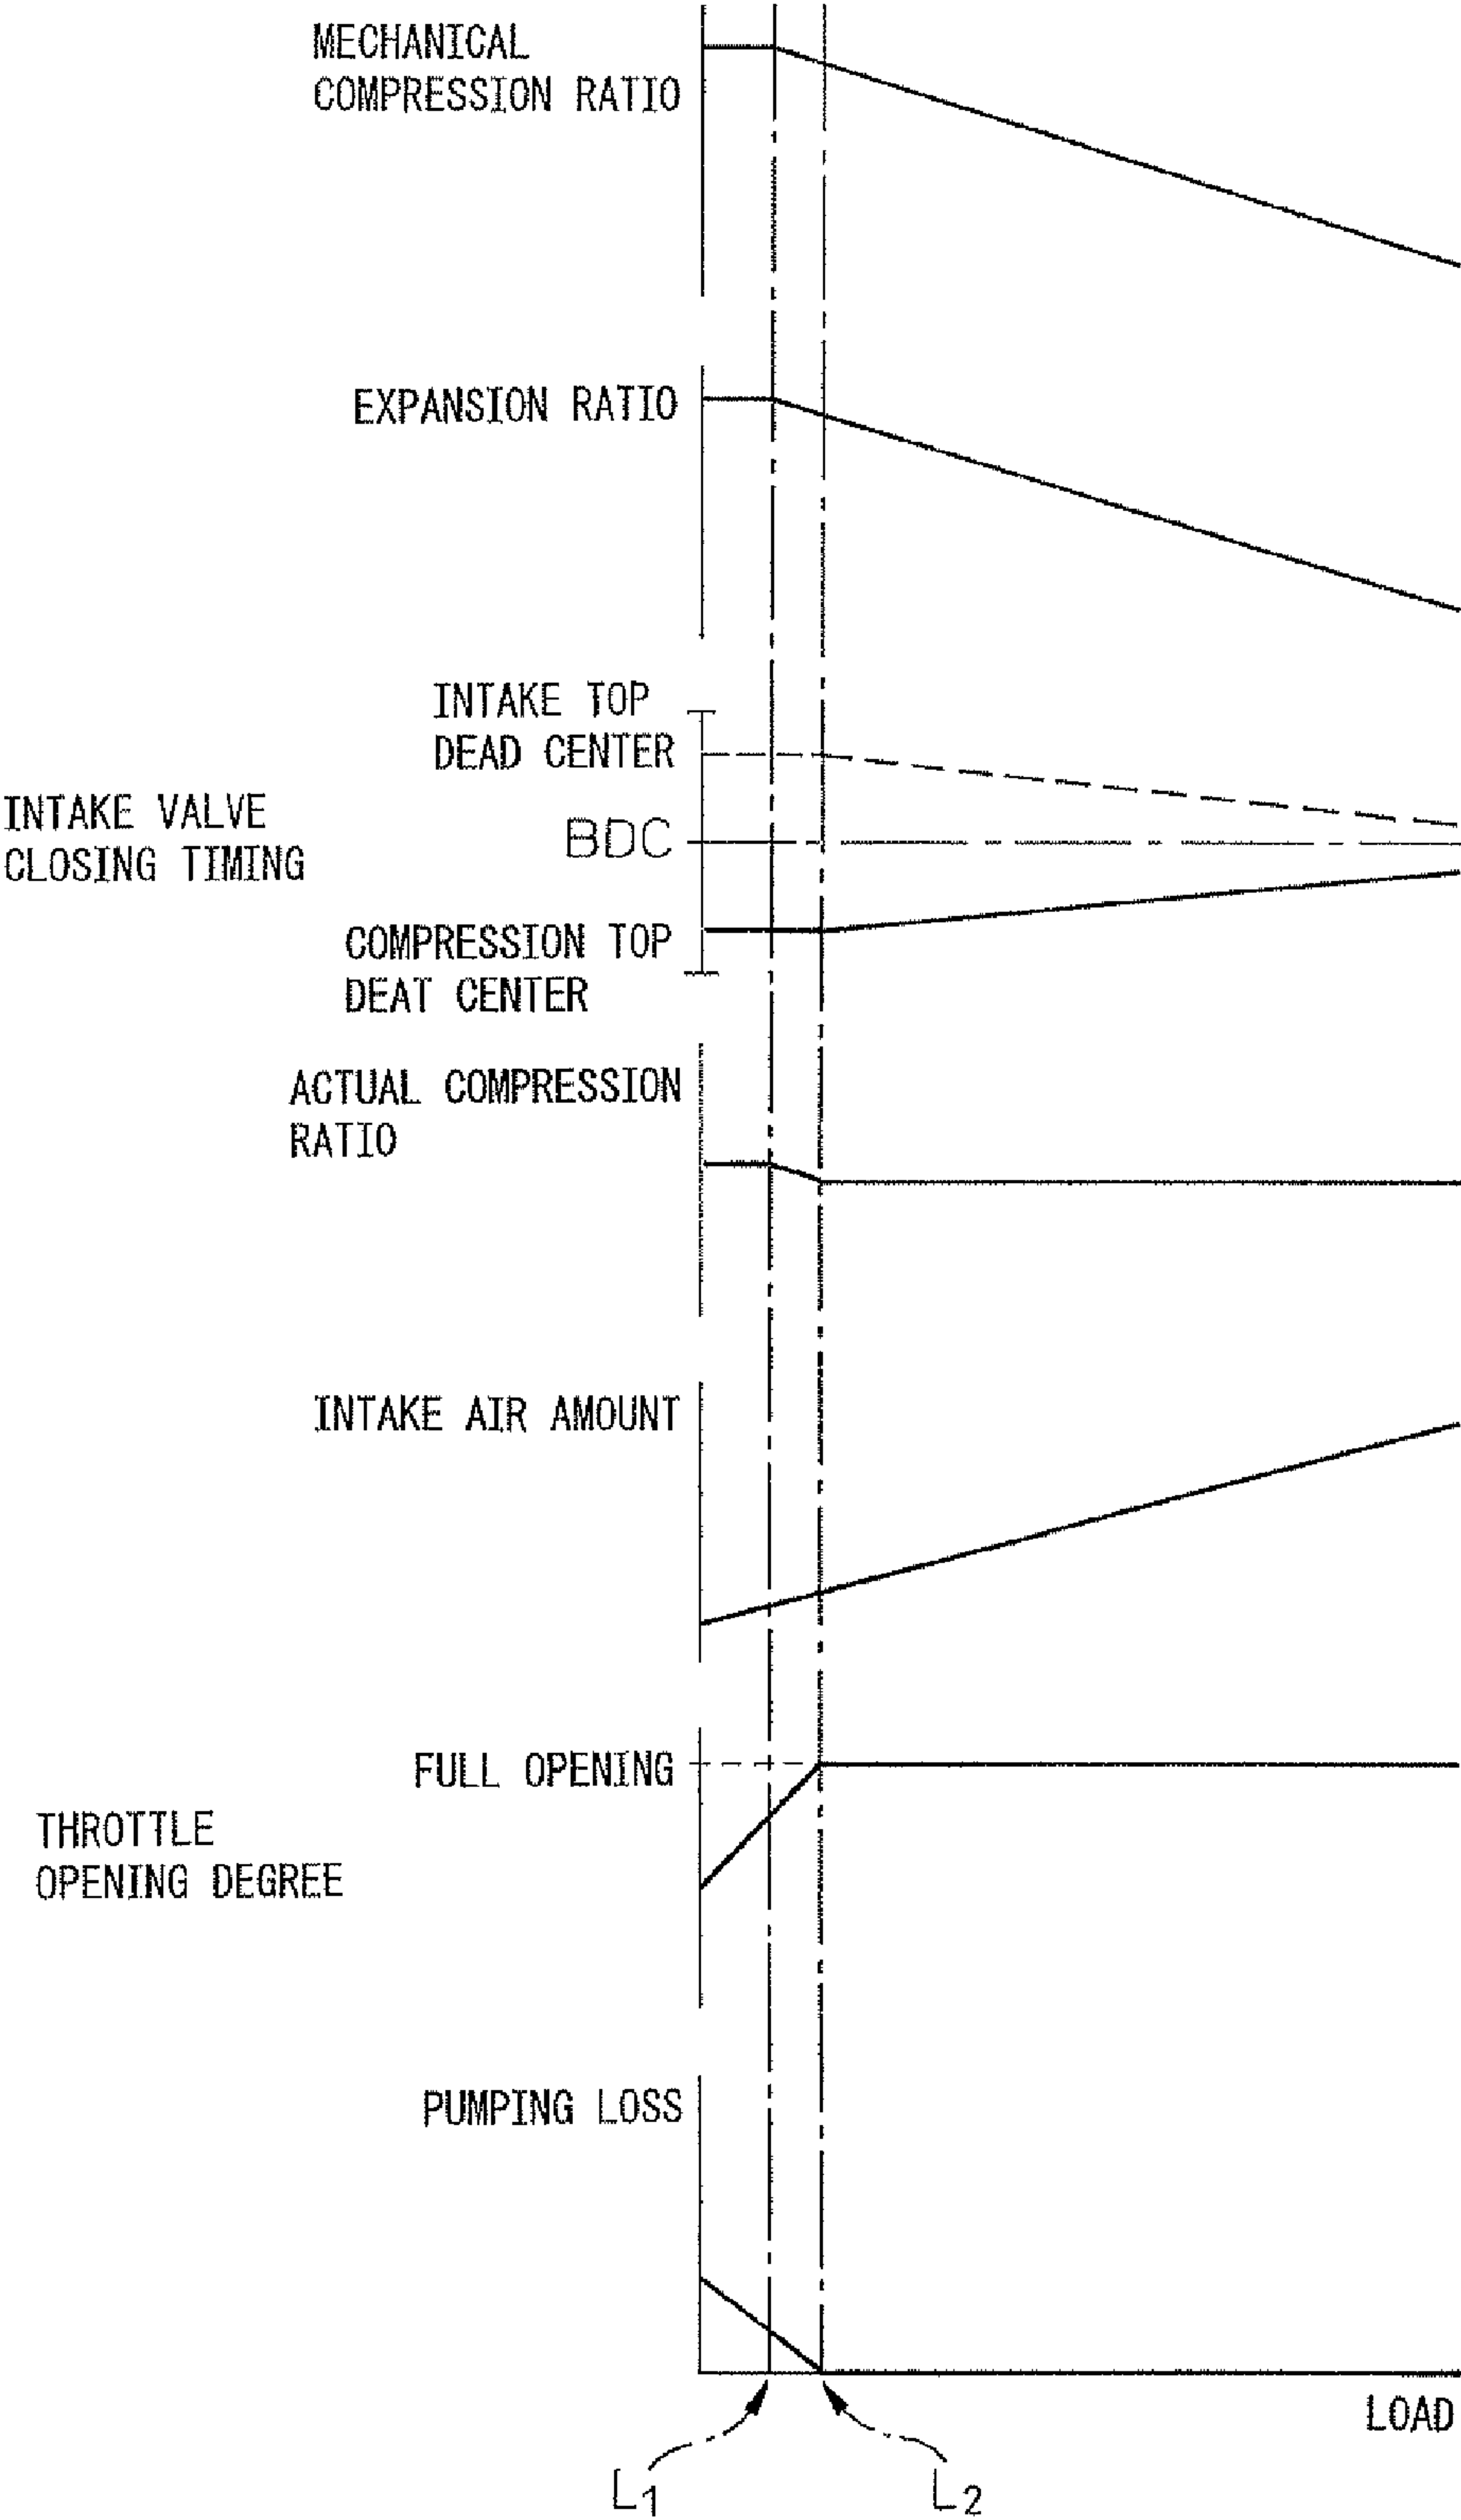 MECHANICAL
COMPRESSION RATIO
EXPANSION RATIO
INTAKE TOP
DEAD CENTER
INTAKE VALVE
CLOSING TIMING
BDC
COMPRESSION TOP
DEAT CENTER
ACTUAL COMPRESSION
RATIO
INTAKE AIR AMOUNT
FULL OPENING
THROTTLE
OPENING DEGREE
PUMPING LOSS
LOAD
L1
L2